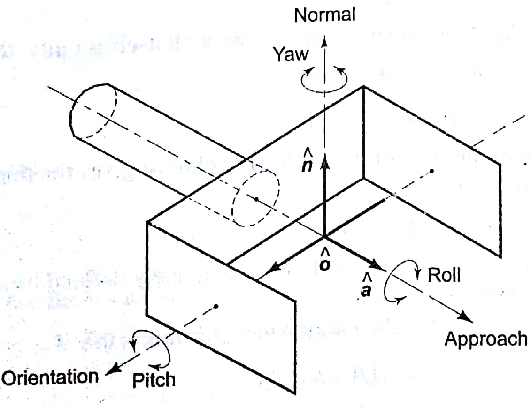 Normal
Yaw
n̂
ô
â
Roll
Approach
Orientation
Pitch